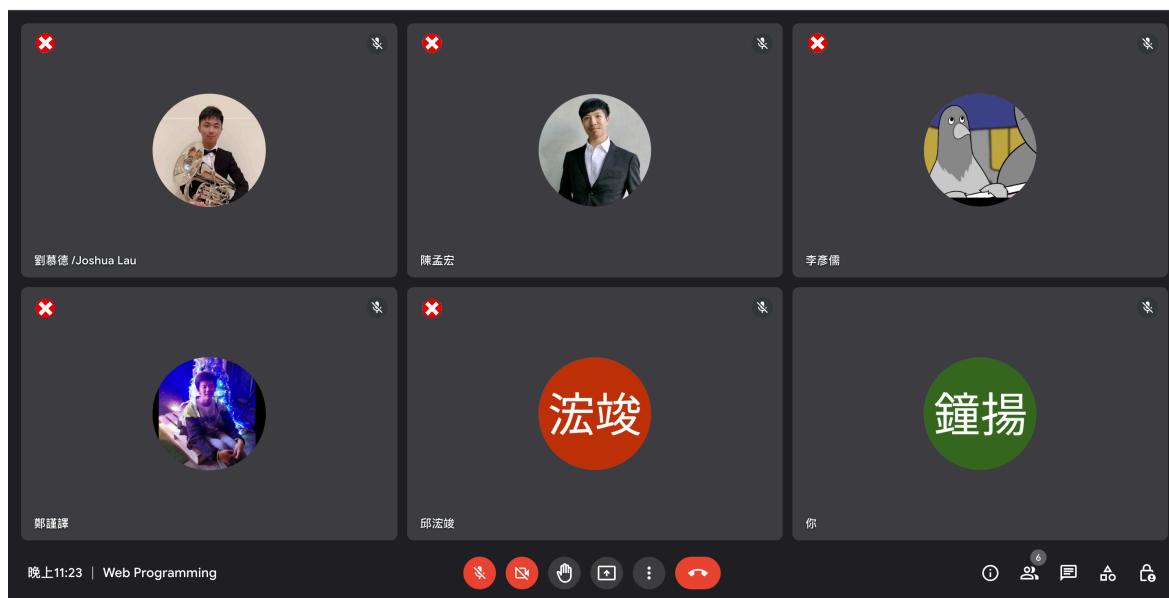 劉慕德 /Joshua Lau
陳孟宏
李彥儒
浤竣
鐘揚
鄭謹譯
邱浤竣
你
6
晚上11:23 | Web Programming